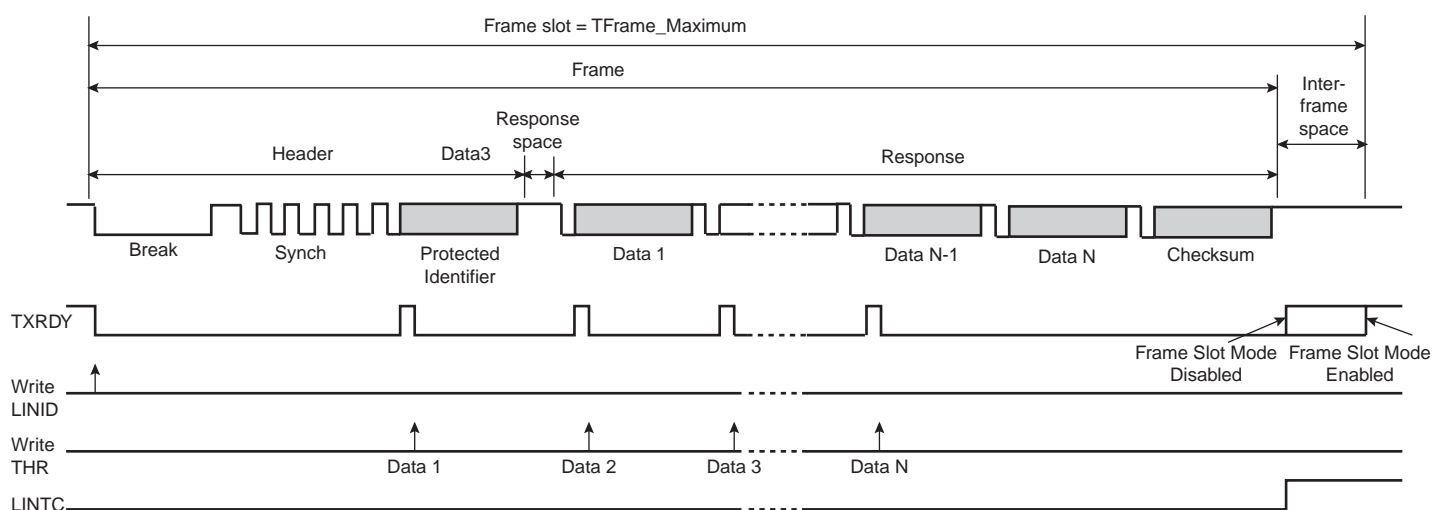 Frame slot = TFrame_Maximum
Frame
Inter-
frame
space
Response
space
Header
Data3
Response
Break
Synch
Protected
Identifier
Data 1
Data N-1
Data N
Checksum
TXRDY
Frame Slot Mode
Disabled
Frame Slot Mode
Enabled
Write
LINID
Write
THR
Data 1
Data 2
Data 3
Data N
LINTC